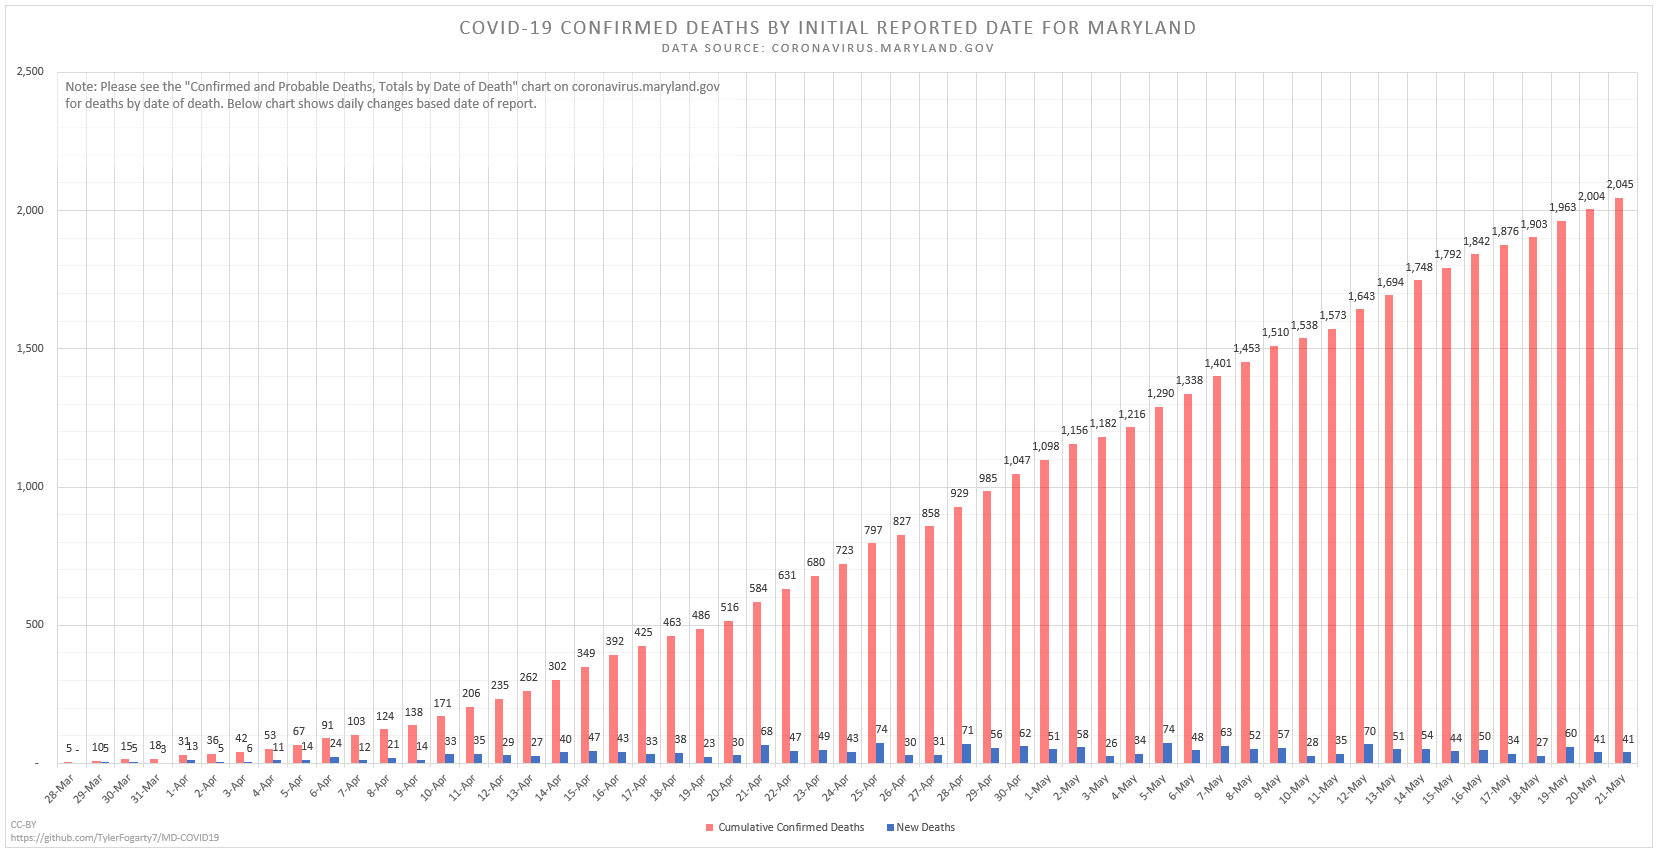 COVID-19 CONFIRMED DEATHS BY INITIAL REPORTED DATE FOR MARYLAND
DATA SOURCE: CORONAVIRUS.MARYLAND.GOV
Note: Please see the "Confirmed and Probable Deaths, Totals by Date of Death" chart on coronavirus.maryland.gov
for deaths by date of death. Below chart shows daily changes based date of report.
2,500
2,000
1,500
1,000
500
-
5 10 15 18 31 36 42 53 67 91 103 124 138 171 206 235 262 302 349 392 425 463 486 516 584 631 680 723 797 827 858 929 985 1,047 1,098 1,156 1,182 1,216 1,290 1,338 1,401 1,453 1,510 1,538 1,573 1,643 1,694 1,748 1,792 1,842 1,876 1,903 1,963 2,004 2,045
- 5 5 3 13 5 6 11 14 24 12 21 14 33 35 29 27 40 47 43 33 38 23 30 68 47 49 43 74 30 31 71 56 62 51 58 26 34 74 48 63 52 57 28 35 70 51 54 44 50 34 27 60 41 41
28-Mar 29-Mar 30-Mar 31-Mar 1-Apr 2-Apr 3-Apr 4-Apr 5-Apr 6-Apr 7-Apr 8-Apr 9-Apr 10-Apr 11-Apr 12-Apr 13-Apr 14-Apr 15-Apr 16-Apr 17-Apr 18-Apr 19-Apr 20-Apr 21-Apr 22-Apr 23-Apr 24-Apr 25-Apr 26-Apr 27-Apr 28-Apr 29-Apr 30-Apr 1-May 2-May 3-May 4-May 5-May 6-May 7-May 8-May 9-May 10-May 11-May 12-May 13-May 14-May 15-May 16-May 17-May 18-May 19-May 20-May 21-May
Cumulative Confirmed Deaths New Deaths
CC-BY
https://github.com/TylerFogarty7/MD-COVID19